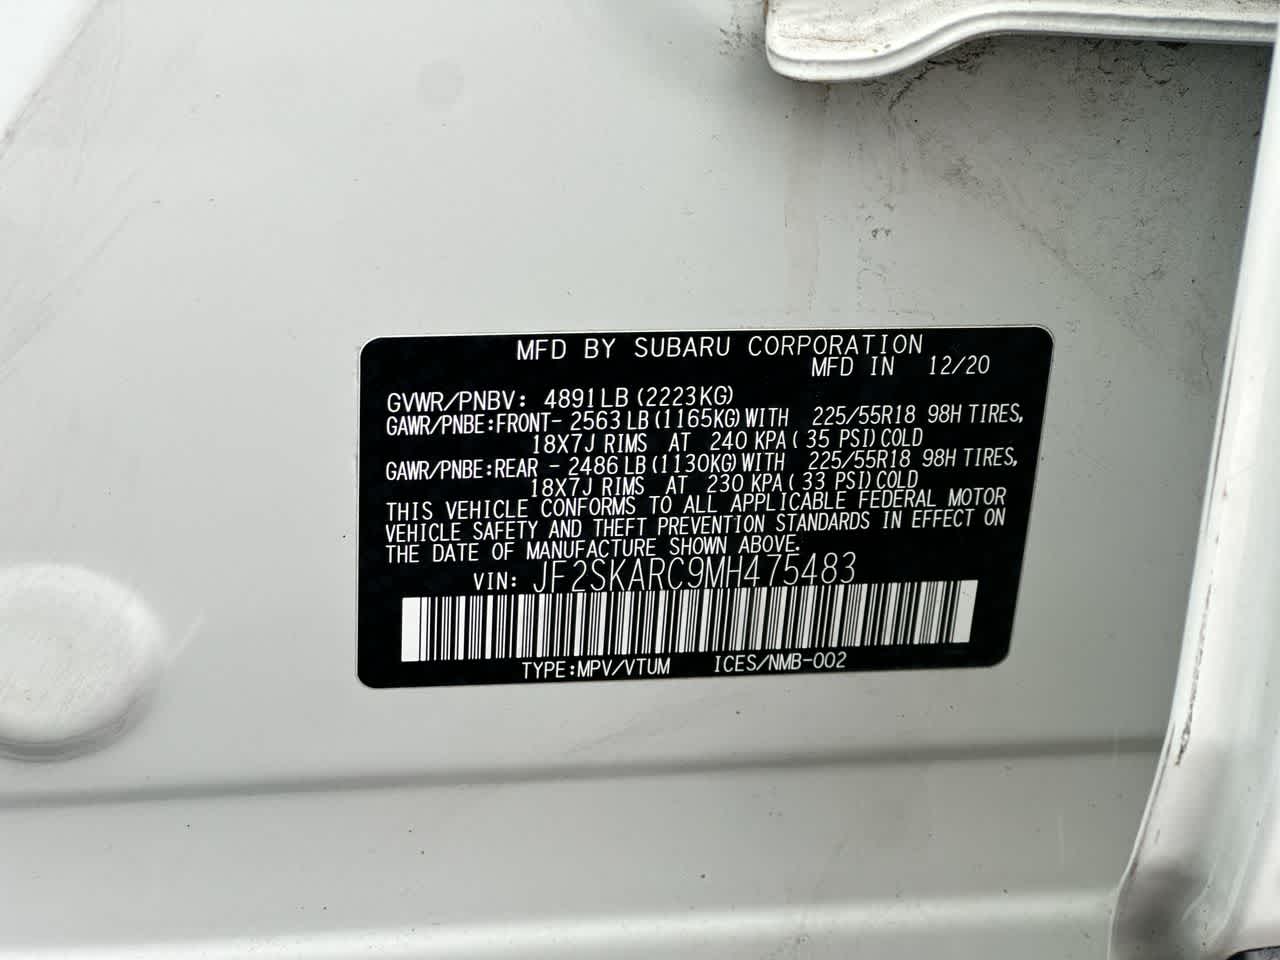 MFD BY SUBARU CORPORATION
MFD IN 12/20
GVWR/PNBV: 4891LB (2223KG)
GAWR/PNBE:FRONT- 2563LB (1165KG) WITH 225/55R18 98H TIRES,
18X7J RIMS AT 240 KPA ( 35 PSI) COLD
GAWR/PNBE:REAR - 2486LB (1130KG) WITH 225/55R18 98H TIRES,
18X7J RIMS AT 230 KPA ( 33 PSI) COLD
THIS VEHICLE CONFORMS TO ALL APPLICABLE FEDERAL MOTOR
VEHICLE SAFETY AND THEFT PREVENTION STANDARDS IN EFFECT ON
THE DATE OF MANUFACTURE SHOWN ABOVE.
VIN: JF2SKARC9MH475483
TYPE:MPV/VTUM ICES/NMB-002